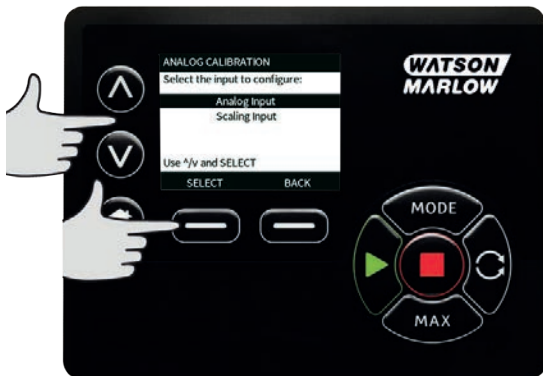 ANALOG CALIBRATION
Select the input to configure:
Analog Input
Scaling Input
Use ^/v and SELECT
SELECT BACK
WATSON
MARLOW
MODE
MAX